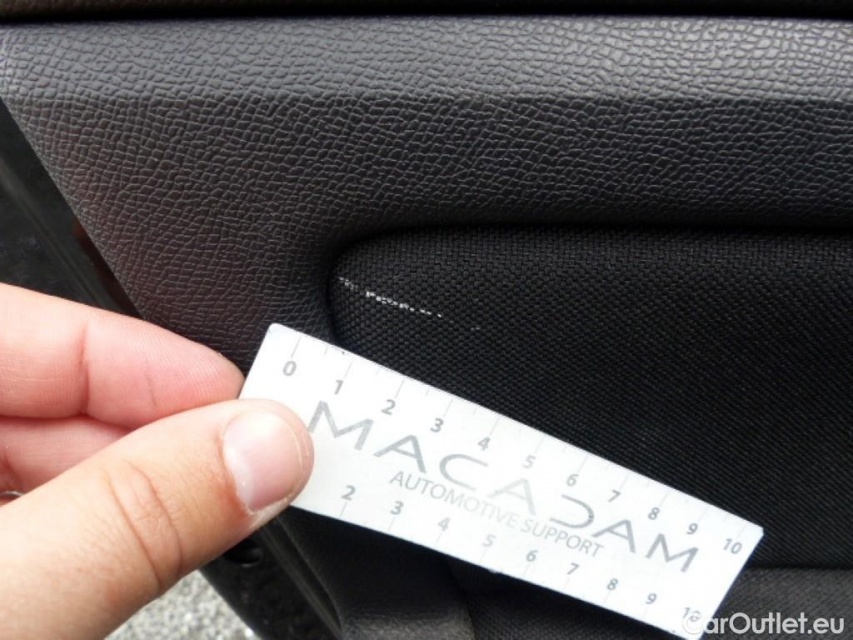 0 1 2 3 4 5 6 7 8 9 10
MACADAM
AUTOMOTIVE SUPPORT
2 3 4 5 6 7 8 9 10
CarOutlet.eu